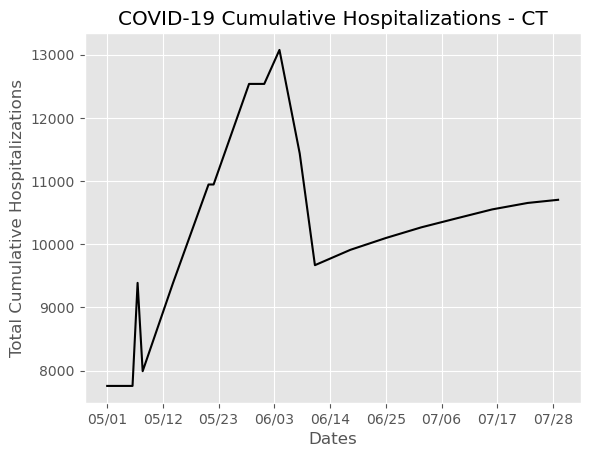 COVID-19 Cumulative Hospitalizations - CT
Total Cumulative Hospitalizations
13000
12000
11000
10000
9000
8000
05/01 05/12 05/23 06/03 06/14 06/25 07/06 07/17 07/28
Dates